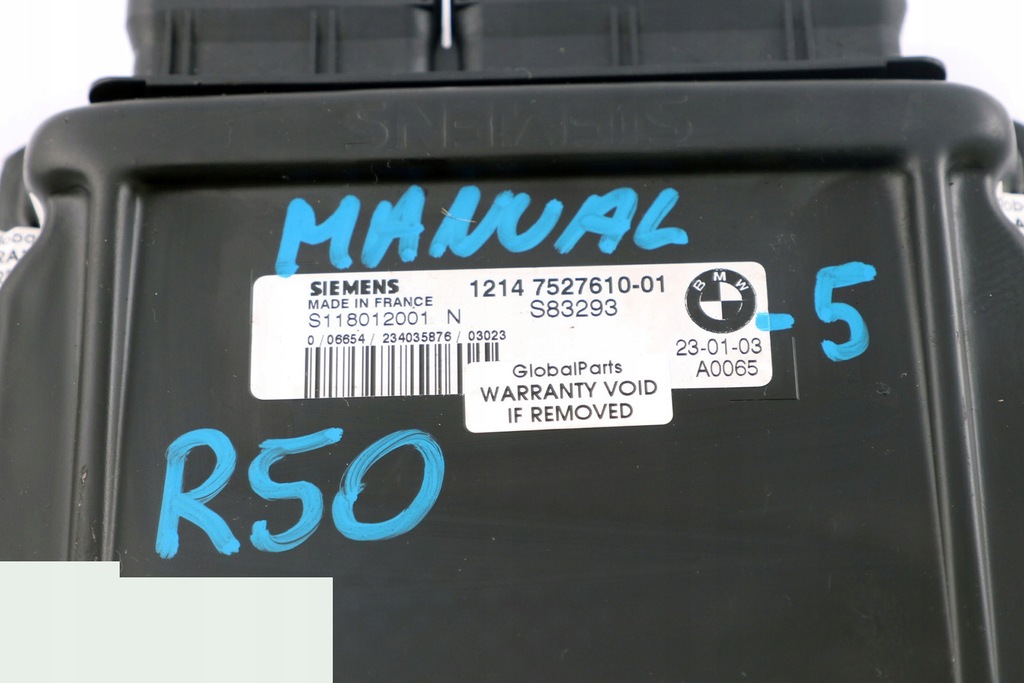 SIEMENS
MANUAL
SIEMENS 1214 7527610-01
MADE IN FRANCE S83293
S118012001 N
0 / 06654 / 234035876 / 03023
BMW
23-01-03
A0065
-5
GlobalParts
WARRANTY VOID
IF REMOVED
R50